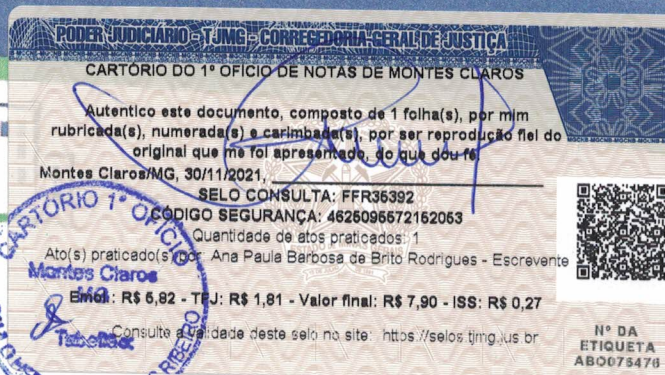 PODER JUDICIÁRIO - TJMG - CORREGEDORIA-GERAL DE JUSTIÇA
CARTÓRIO DO 1º OFÍCIO DE NOTAS DE MONTES CLAROS
Autentico este documento, composto de 1 folha(s), por mim
rubricada(s), numerada(s) e carimbada(s), por ser reprodução fiel do
original que me foi apresentado, do que dou fé.
Montes Claros/MG, 30/11/2021,
SELO CONSULTA: FFR35392
CÓDIGO SEGURANÇA: 4625095572152053
Quantidade de atos praticados: 1
Ato(s) praticado(s) por: Ana Paula Barbosa de Brito Rodrigues - Escrevente
Emol.: R$ 5,82 - TFJ: R$ 1,81 - Valor final: R$ 7,90 - ISS: R$ 0,27
Consulte a validade deste selo no site: https://selos.tjmg.jus.br
Nº DA
ETIQUETA
ABO075476
CARTÓRIO 1º OFÍCIO
Montes Claros
MG
RIBEIRO